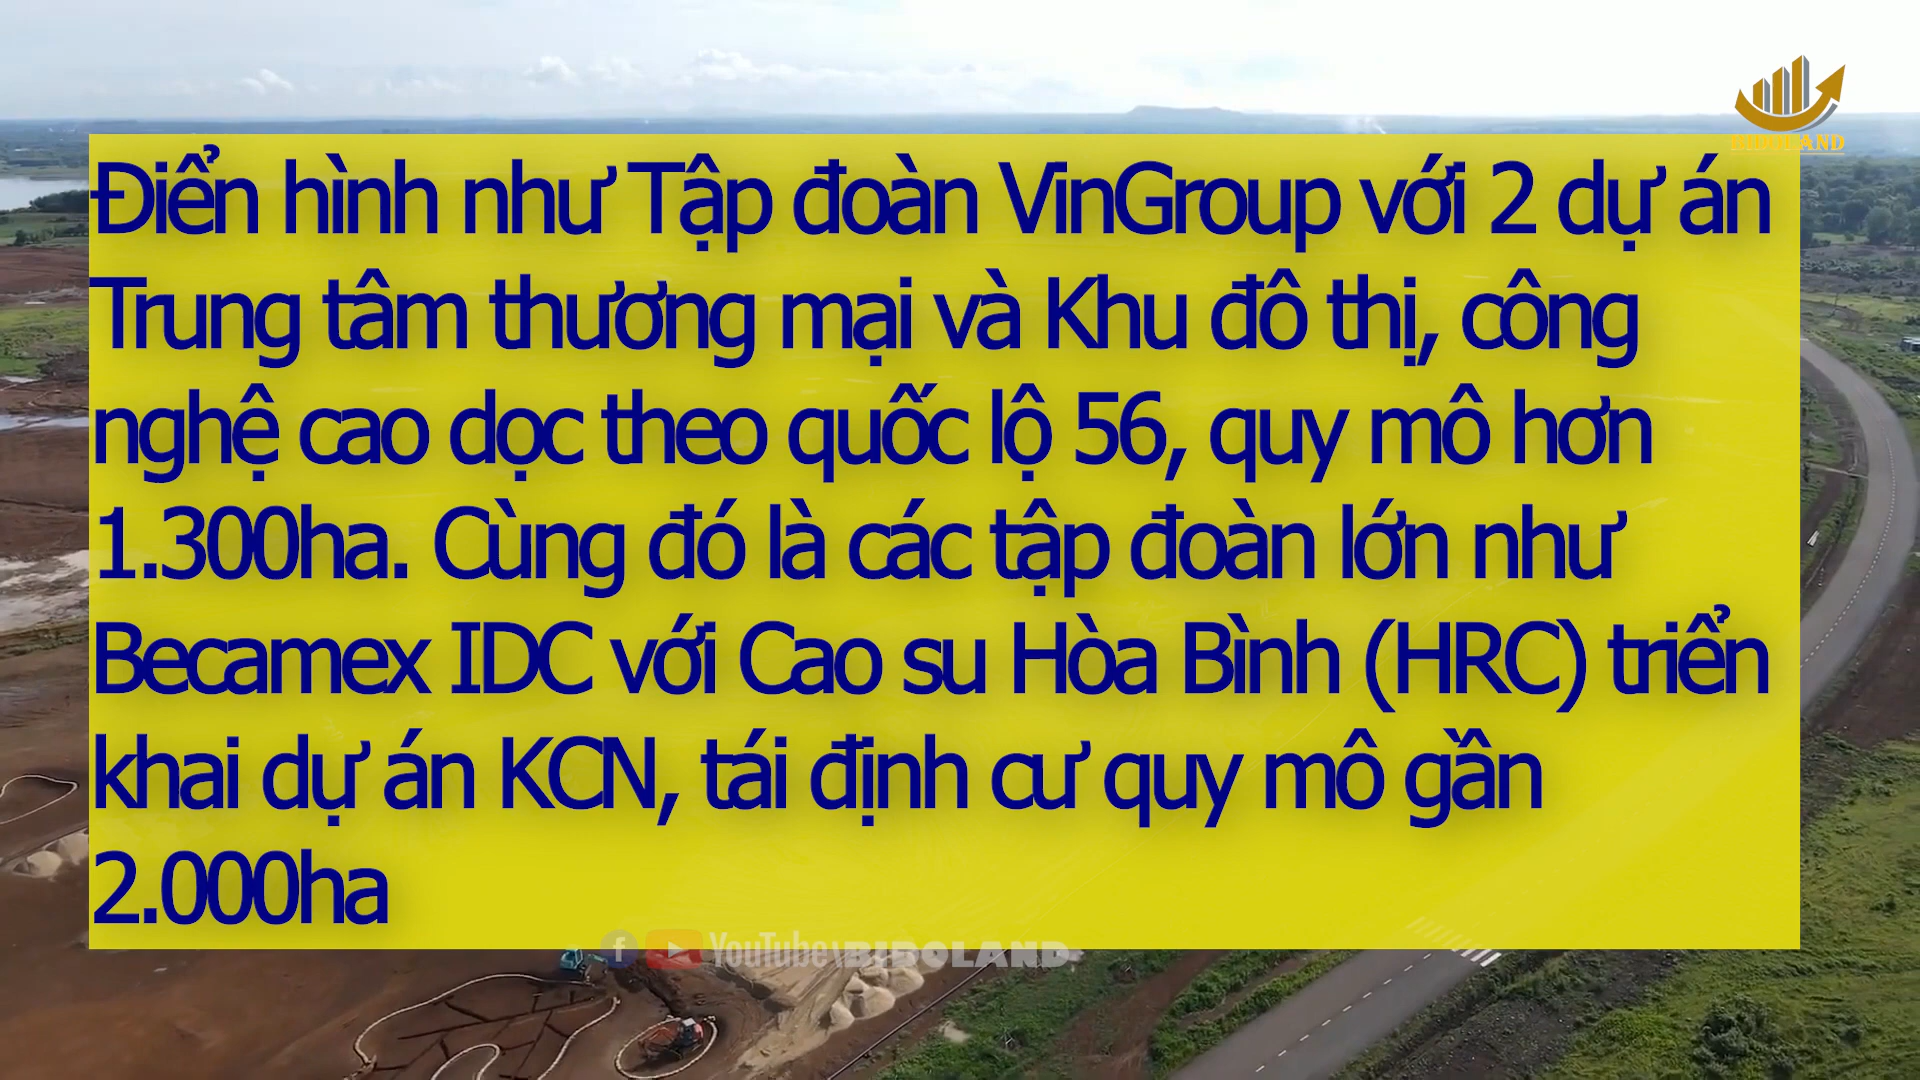 BIDOLAND
Điển hình như Tập đoàn VinGroup với 2 dự án
Trung tâm thương mại và Khu đô thị, công
nghệ cao dọc theo quốc lộ 56, quy mô hơn
1.300ha. Cùng đó là các tập đoàn lớn như
Becamex IDC với Cao su Hòa Bình (HRC) triển
khai dự án KCN, tái định cư quy mô gần
2.000ha
YouTube\BIDOLAND